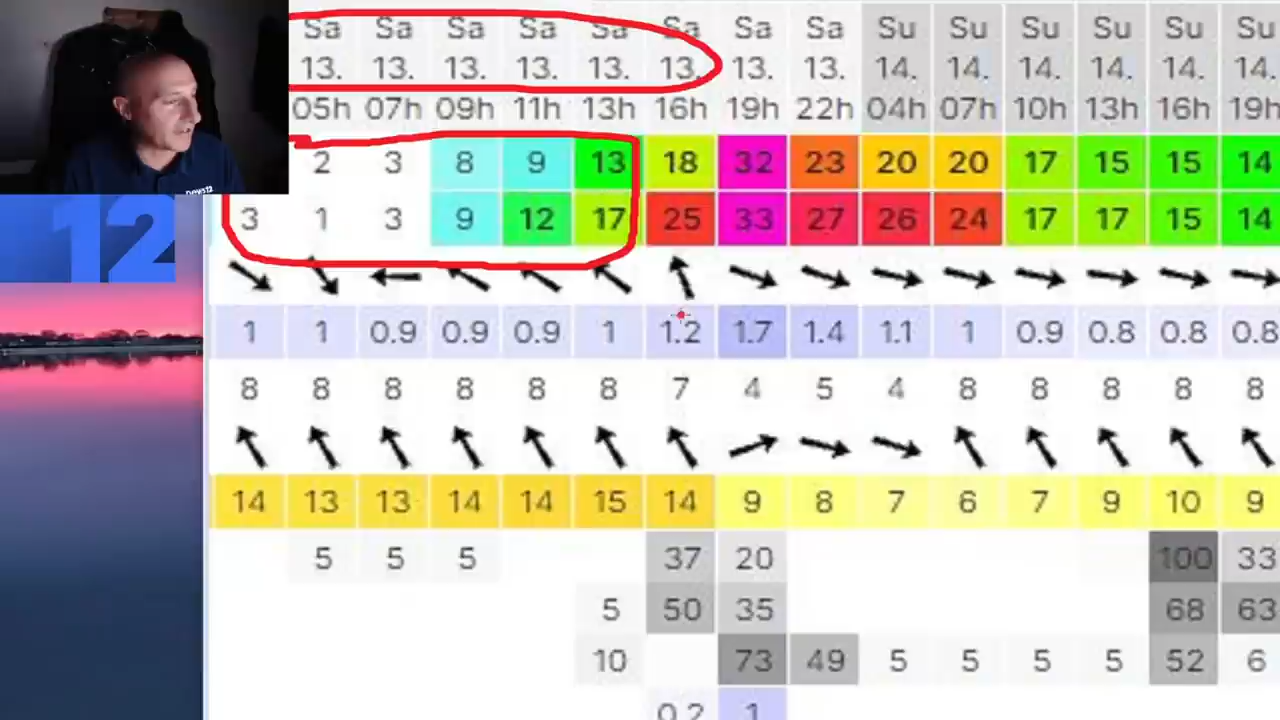 Sa Sa Sa Sa Sa Sa Sa Sa Su Su Su Su Su Su
13. 13. 13. 13. 13. 13. 13. 13. 14. 14. 14. 14. 14. 14.
05h 07h 09h 11h 13h 16h 19h 22h 04h 07h 10h 13h 16h 19h
2 3 8 9 13 18 32 23 20 20 17 15 15 14
3 1 3 9 12 17 25 33 27 26 24 17 17 15 14
12
1 1 0.9 0.9 0.9 1 1.2 1.7 1.4 1.1 1 0.9 0.8 0.8 0.8
8 8 8 8 8 8 7 4 5 4 8 8 8 8 8
14 13 13 14 14 15 14 9 8 7 6 7 9 10 9
5 5 5 37 20 100 33
5 50 35 68 63
10 73 49 5 5 5 5 52 6
0.2 1